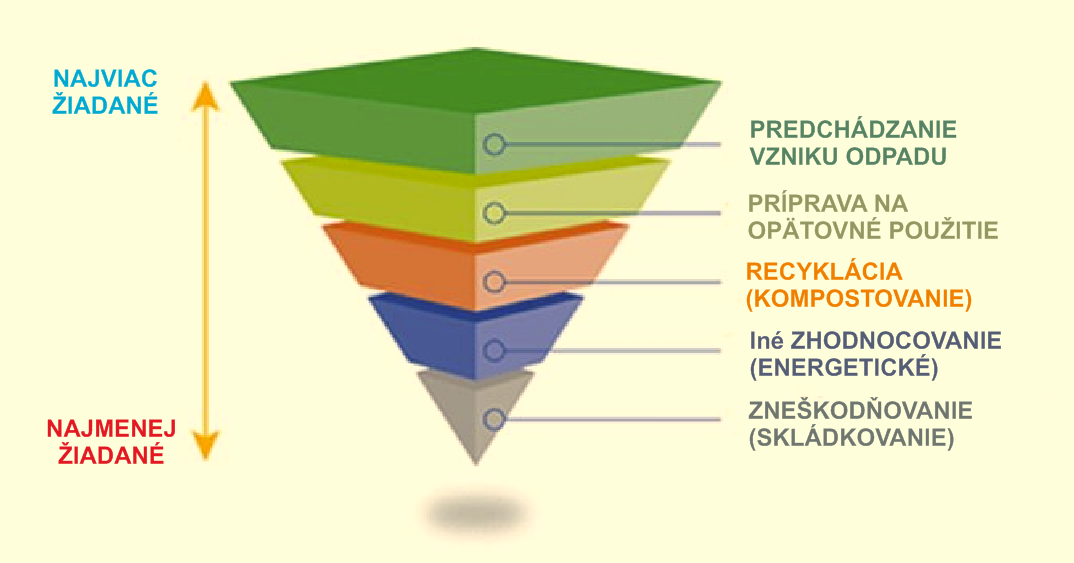 NAJVIAC
ŽIADANÉ
PREDCHÁDZANIE
VZNIKU ODPADU
PRÍPRAVA NA
OPÄTOVNÉ POUŽITIE
RECYKLÁCIA
(KOMPOSTOVANIE)
Iné ZHODNOCOVANIE
(ENERGETICKÉ)
ZNEŠKODŇOVANIE
(SKLÁDKOVANIE)
NAJMENEJ
ŽIADANÉ